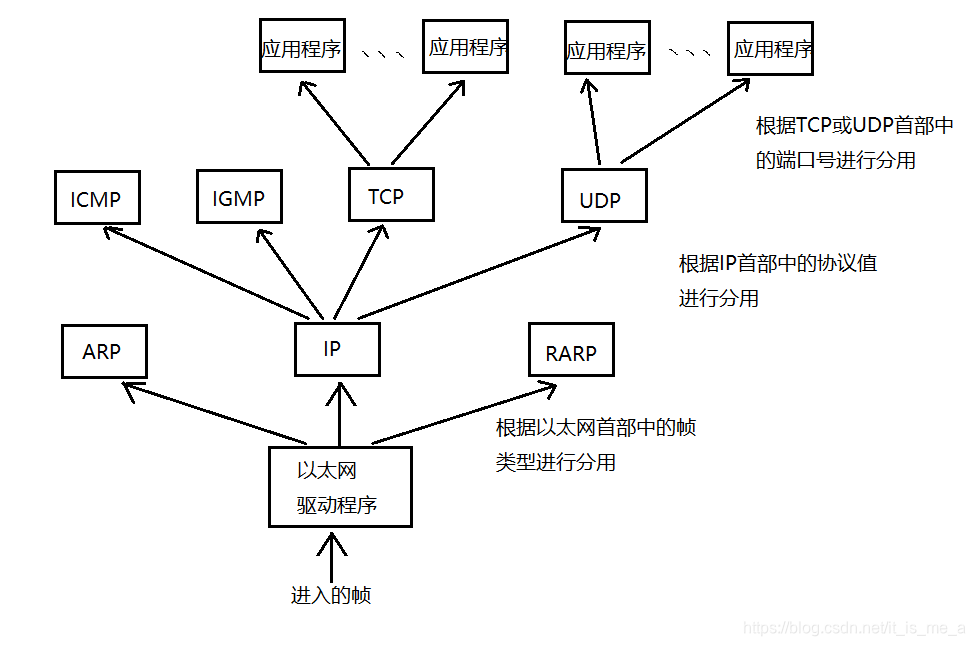 应用程序
、、、
应用程序
应用程序
、、、
应用程序
根据TCP或UDP首部中
的端口号进行分用
ICMP
IGMP
TCP
UDP
根据IP首部中的协议值
进行分用
ARP
IP
RARP
根据以太网首部中的帧
类型进行分用
以太网
驱动程序
进入的帧
https://blog.csdn.net/it_is_me_a